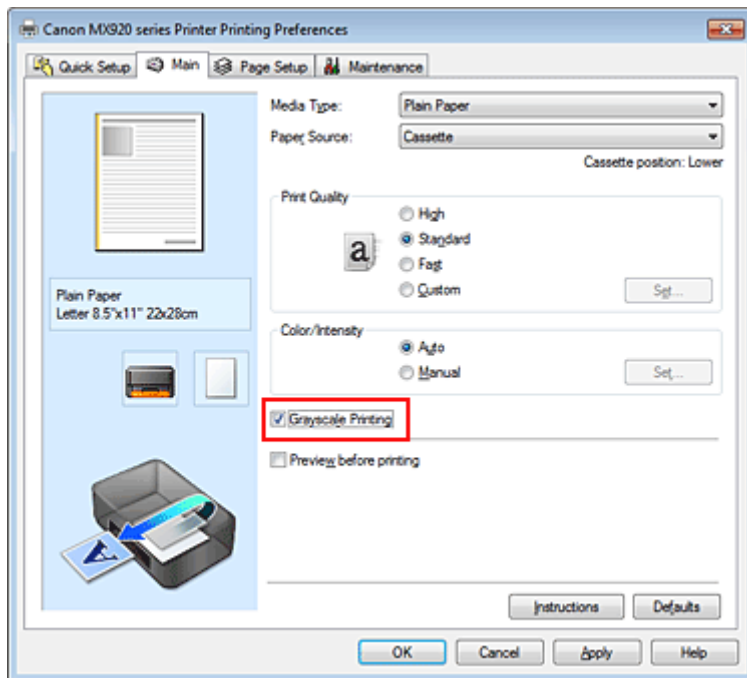 Canon MX920 series Printer Printing Preferences
Quick Setup Main Page Setup Maintenance
Media Type: Plain Paper
Paper Source: Cassette
Cassette position: Lower
Print Quality
High
a Standard
Fast
Custom Set...
Plain Paper
Letter 8.5"x11" 22x28cm
Color/Intensity
Auto
Manual Set...
Grayscale Printing
Preview before printing
A
Instructions Defaults
OK Cancel Apply Help